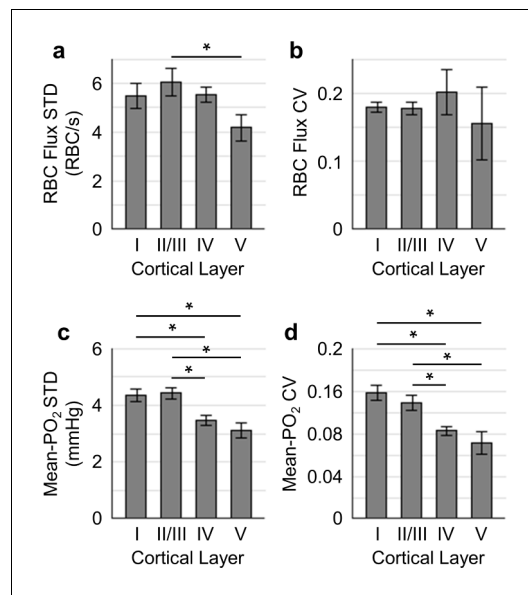 a
*
8
6
4
2
0
RBC Flux STD
(RBC/s)
I II/III IV V
Cortical Layer
b
0.2
0.1
0
RBC Flux CV
I II/III IV V
Cortical Layer
c
*
*
*
*
6
4
2
0
Mean-PO₂ STD
(mmHg)
I II/III IV V
Cortical Layer
d
*
*
*
*
0.2
0.16
0.08
0.04
0
Mean-PO₂ CV
I II/III IV V
Cortical Layer